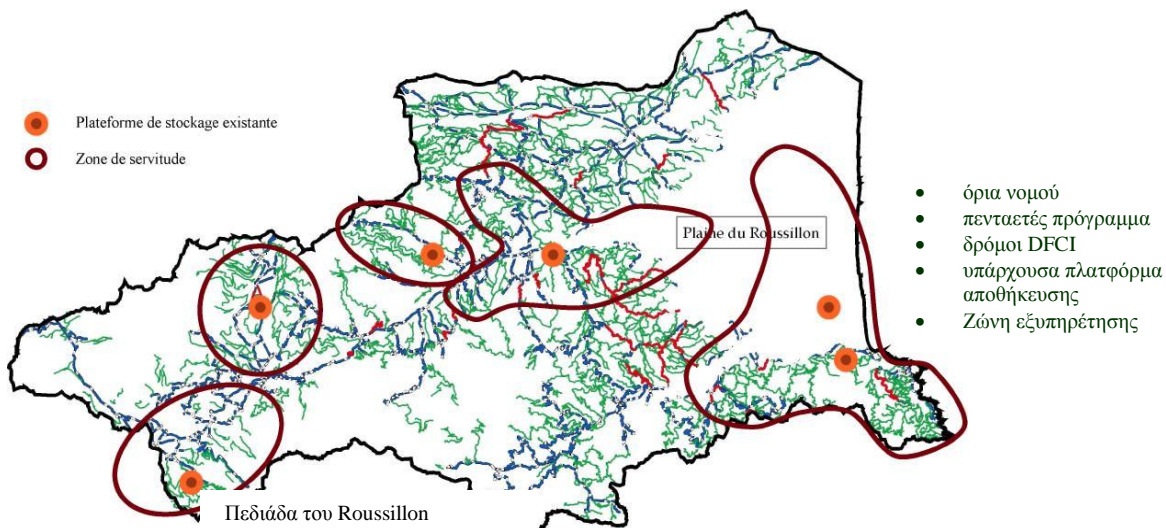 Plateforme de stockage existante
Zone de servitude
Plaine du Roussillon
• όρια νομού
• πενταετές πρόγραμμα
• δρόμοι DFCI
• υπάρχουσα πλατφόρμα
αποθήκευσης
• Ζώνη εξυπηρέτησης
Πεδιάδα του Roussillon